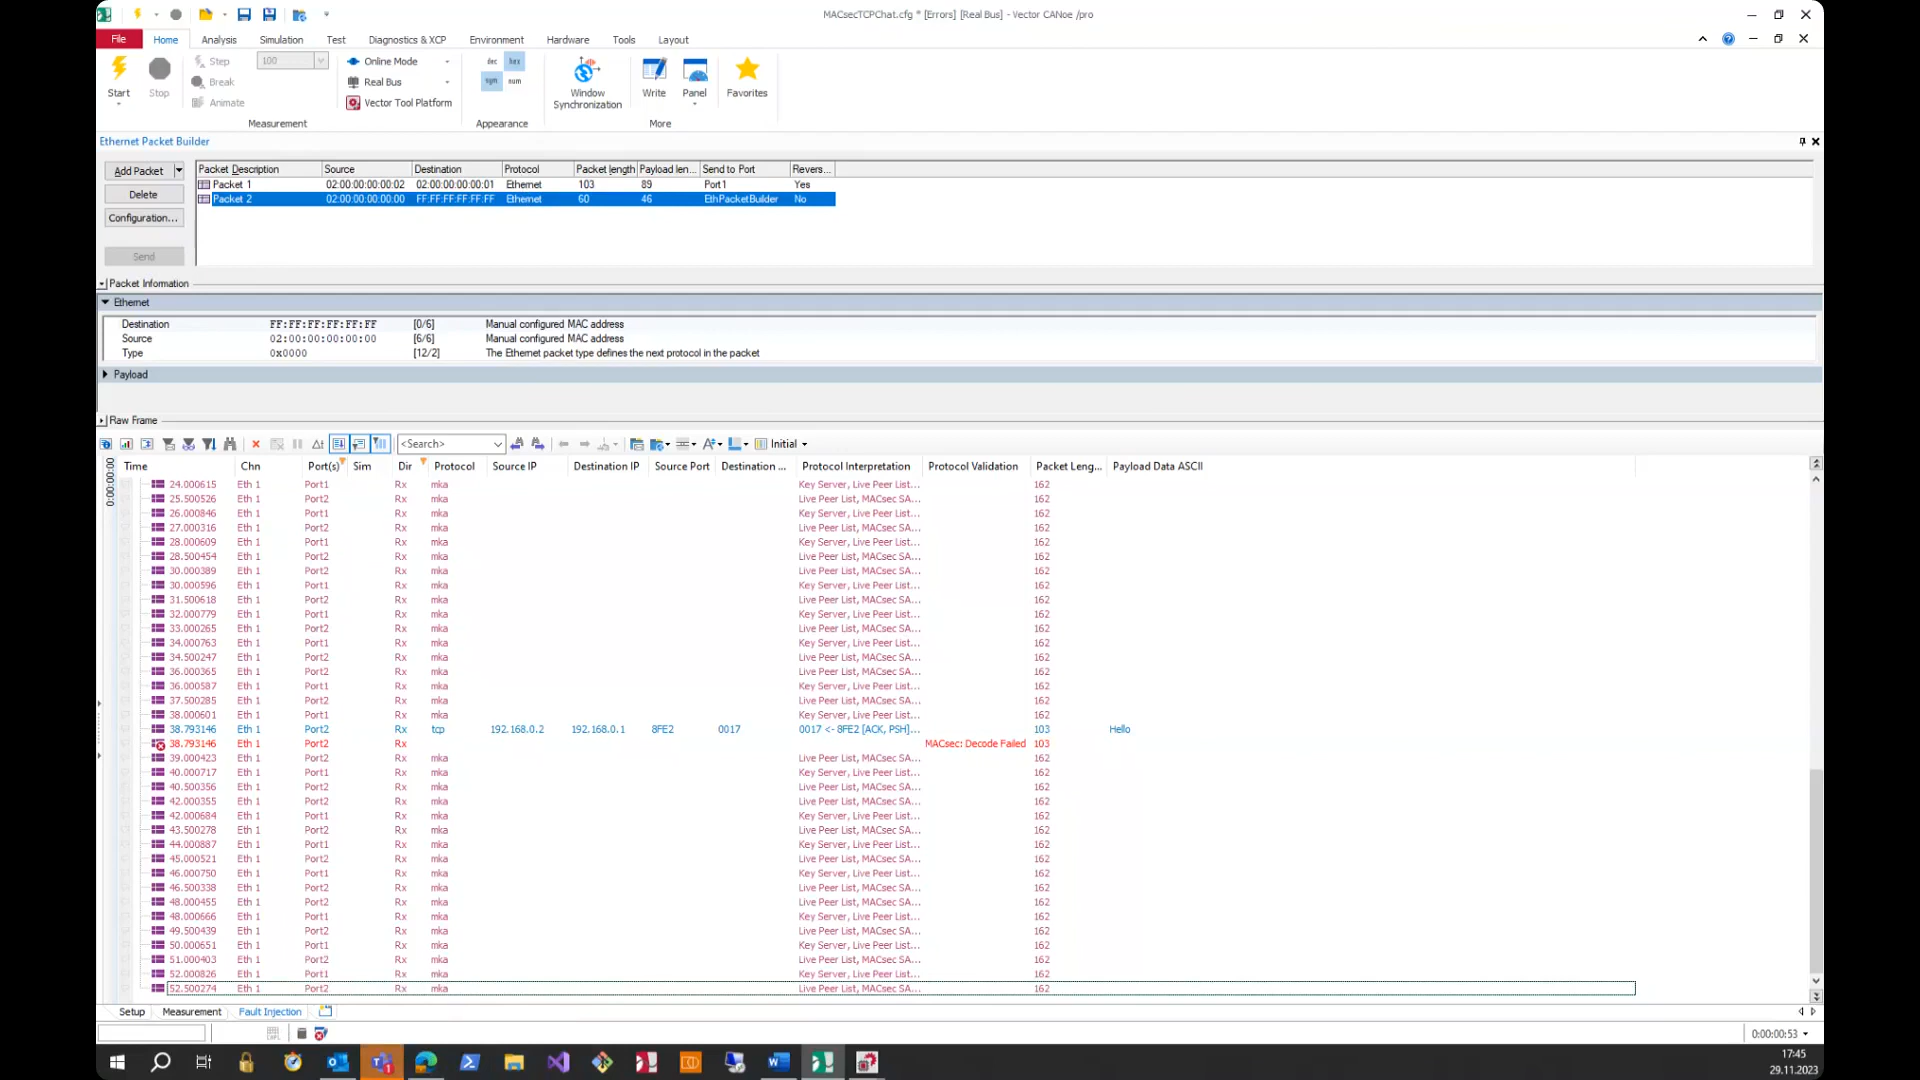 MACsecTCPChat.cfg * [Errors] [Real Bus] - Vector CANoe /pro
File Home Analysis Simulation Test Diagnostics & XCP Environment Hardware Tools Layout
Start Stop Step 100 Online Mode dec hex Window Synchronization Write Panel Favorites
Break Real Bus sym num
Animate Vector Tool Platform
Measurement Appearance More
Ethernet Packet Builder
Add Packet Packet Description Source Destination Protocol Packet length Payload len... Send to Port Revers...
Packet 1 02:00:00:00:00:02 02:00:00:00:00:01 Ethernet 103 89 Port1 Yes
Delete Packet 2 02:00:00:00:00:00 FF:FF:FF:FF:FF:FF Ethernet 60 46 EthPacketBuilder No
Configuration...
Send
Packet Information
Ethernet
Destination FF:FF:FF:FF:FF:FF [0/6] Manual configured MAC address
Source 02:00:00:00:00:00 [6/6] Manual configured MAC address
Type 0x0000 [12/2] The Ethernet packet type defines the next protocol in the packet
Payload
Raw Frame
<Search> Initial
0:00:00:00
Time Chn Port(s) Sim Dir Protocol Source IP Destination IP Source Port Destination ... Protocol Interpretation Protocol Validation Packet Leng... Payload Data ASCII
24.000615 Eth 1 Port1 Rx mka Key Server, Live Peer List... 162
25.500526 Eth 1 Port2 Rx mka Live Peer List, MACsec SA... 162
26.000846 Eth 1 Port1 Rx mka Key Server, Live Peer List... 162
27.000316 Eth 1 Port2 Rx mka Live Peer List, MACsec SA... 162
28.000609 Eth 1 Port1 Rx mka Key Server, Live Peer List... 162
28.500454 Eth 1 Port2 Rx mka Live Peer List, MACsec SA... 162
30.000389 Eth 1 Port2 Rx mka Live Peer List, MACsec SA... 162
30.000596 Eth 1 Port1 Rx mka Key Server, Live Peer List... 162
31.500618 Eth 1 Port2 Rx mka Live Peer List, MACsec SA... 162
32.000779 Eth 1 Port1 Rx mka Key Server, Live Peer List... 162
33.000265 Eth 1 Port2 Rx mka Live Peer List, MACsec SA... 162
34.000763 Eth 1 Port1 Rx mka Key Server, Live Peer List... 162
34.500247 Eth 1 Port2 Rx mka Live Peer List, MACsec SA... 162
36.000365 Eth 1 Port2 Rx mka Live Peer List, MACsec SA... 162
36.000587 Eth 1 Port1 Rx mka Key Server, Live Peer List... 162
37.500285 Eth 1 Port2 Rx mka Live Peer List, MACsec SA... 162
38.000601 Eth 1 Port1 Rx mka Key Server, Live Peer List... 162
38.793146 Eth 1 Port2 Rx tcp 192.168.0.2 192.168.0.1 8FE2 0017 0017 <- 8FE2 [ACK, PSH]... 103 Hello
38.793146 Eth 1 Port2 Rx MACsec: Decode Failed 103
39.000423 Eth 1 Port2 Rx mka Live Peer List, MACsec SA... 162
40.000717 Eth 1 Port1 Rx mka Key Server, Live Peer List... 162
40.500356 Eth 1 Port2 Rx mka Live Peer List, MACsec SA... 162
42.000355 Eth 1 Port2 Rx mka Live Peer List, MACsec SA... 162
42.000684 Eth 1 Port1 Rx mka Key Server, Live Peer List... 162
43.500278 Eth 1 Port2 Rx mka Live Peer List, MACsec SA... 162
44.000887 Eth 1 Port1 Rx mka Key Server, Live Peer List... 162
45.000521 Eth 1 Port2 Rx mka Live Peer List, MACsec SA... 162
46.000750 Eth 1 Port1 Rx mka Key Server, Live Peer List... 162
46.500338 Eth 1 Port2 Rx mka Live Peer List, MACsec SA... 162
48.000455 Eth 1 Port2 Rx mka Live Peer List, MACsec SA... 162
48.000666 Eth 1 Port1 Rx mka Key Server, Live Peer List... 162
49.500439 Eth 1 Port2 Rx mka Live Peer List, MACsec SA... 162
50.000651 Eth 1 Port1 Rx mka Key Server, Live Peer List... 162
51.000403 Eth 1 Port2 Rx mka Live Peer List, MACsec SA... 162
52.000826 Eth 1 Port1 Rx mka Key Server, Live Peer List... 162
52.500274 Eth 1 Port2 Rx mka Live Peer List, MACsec SA... 162
Setup Measurement Fault Injection
0:00:00:53
17:45
29.11.2023